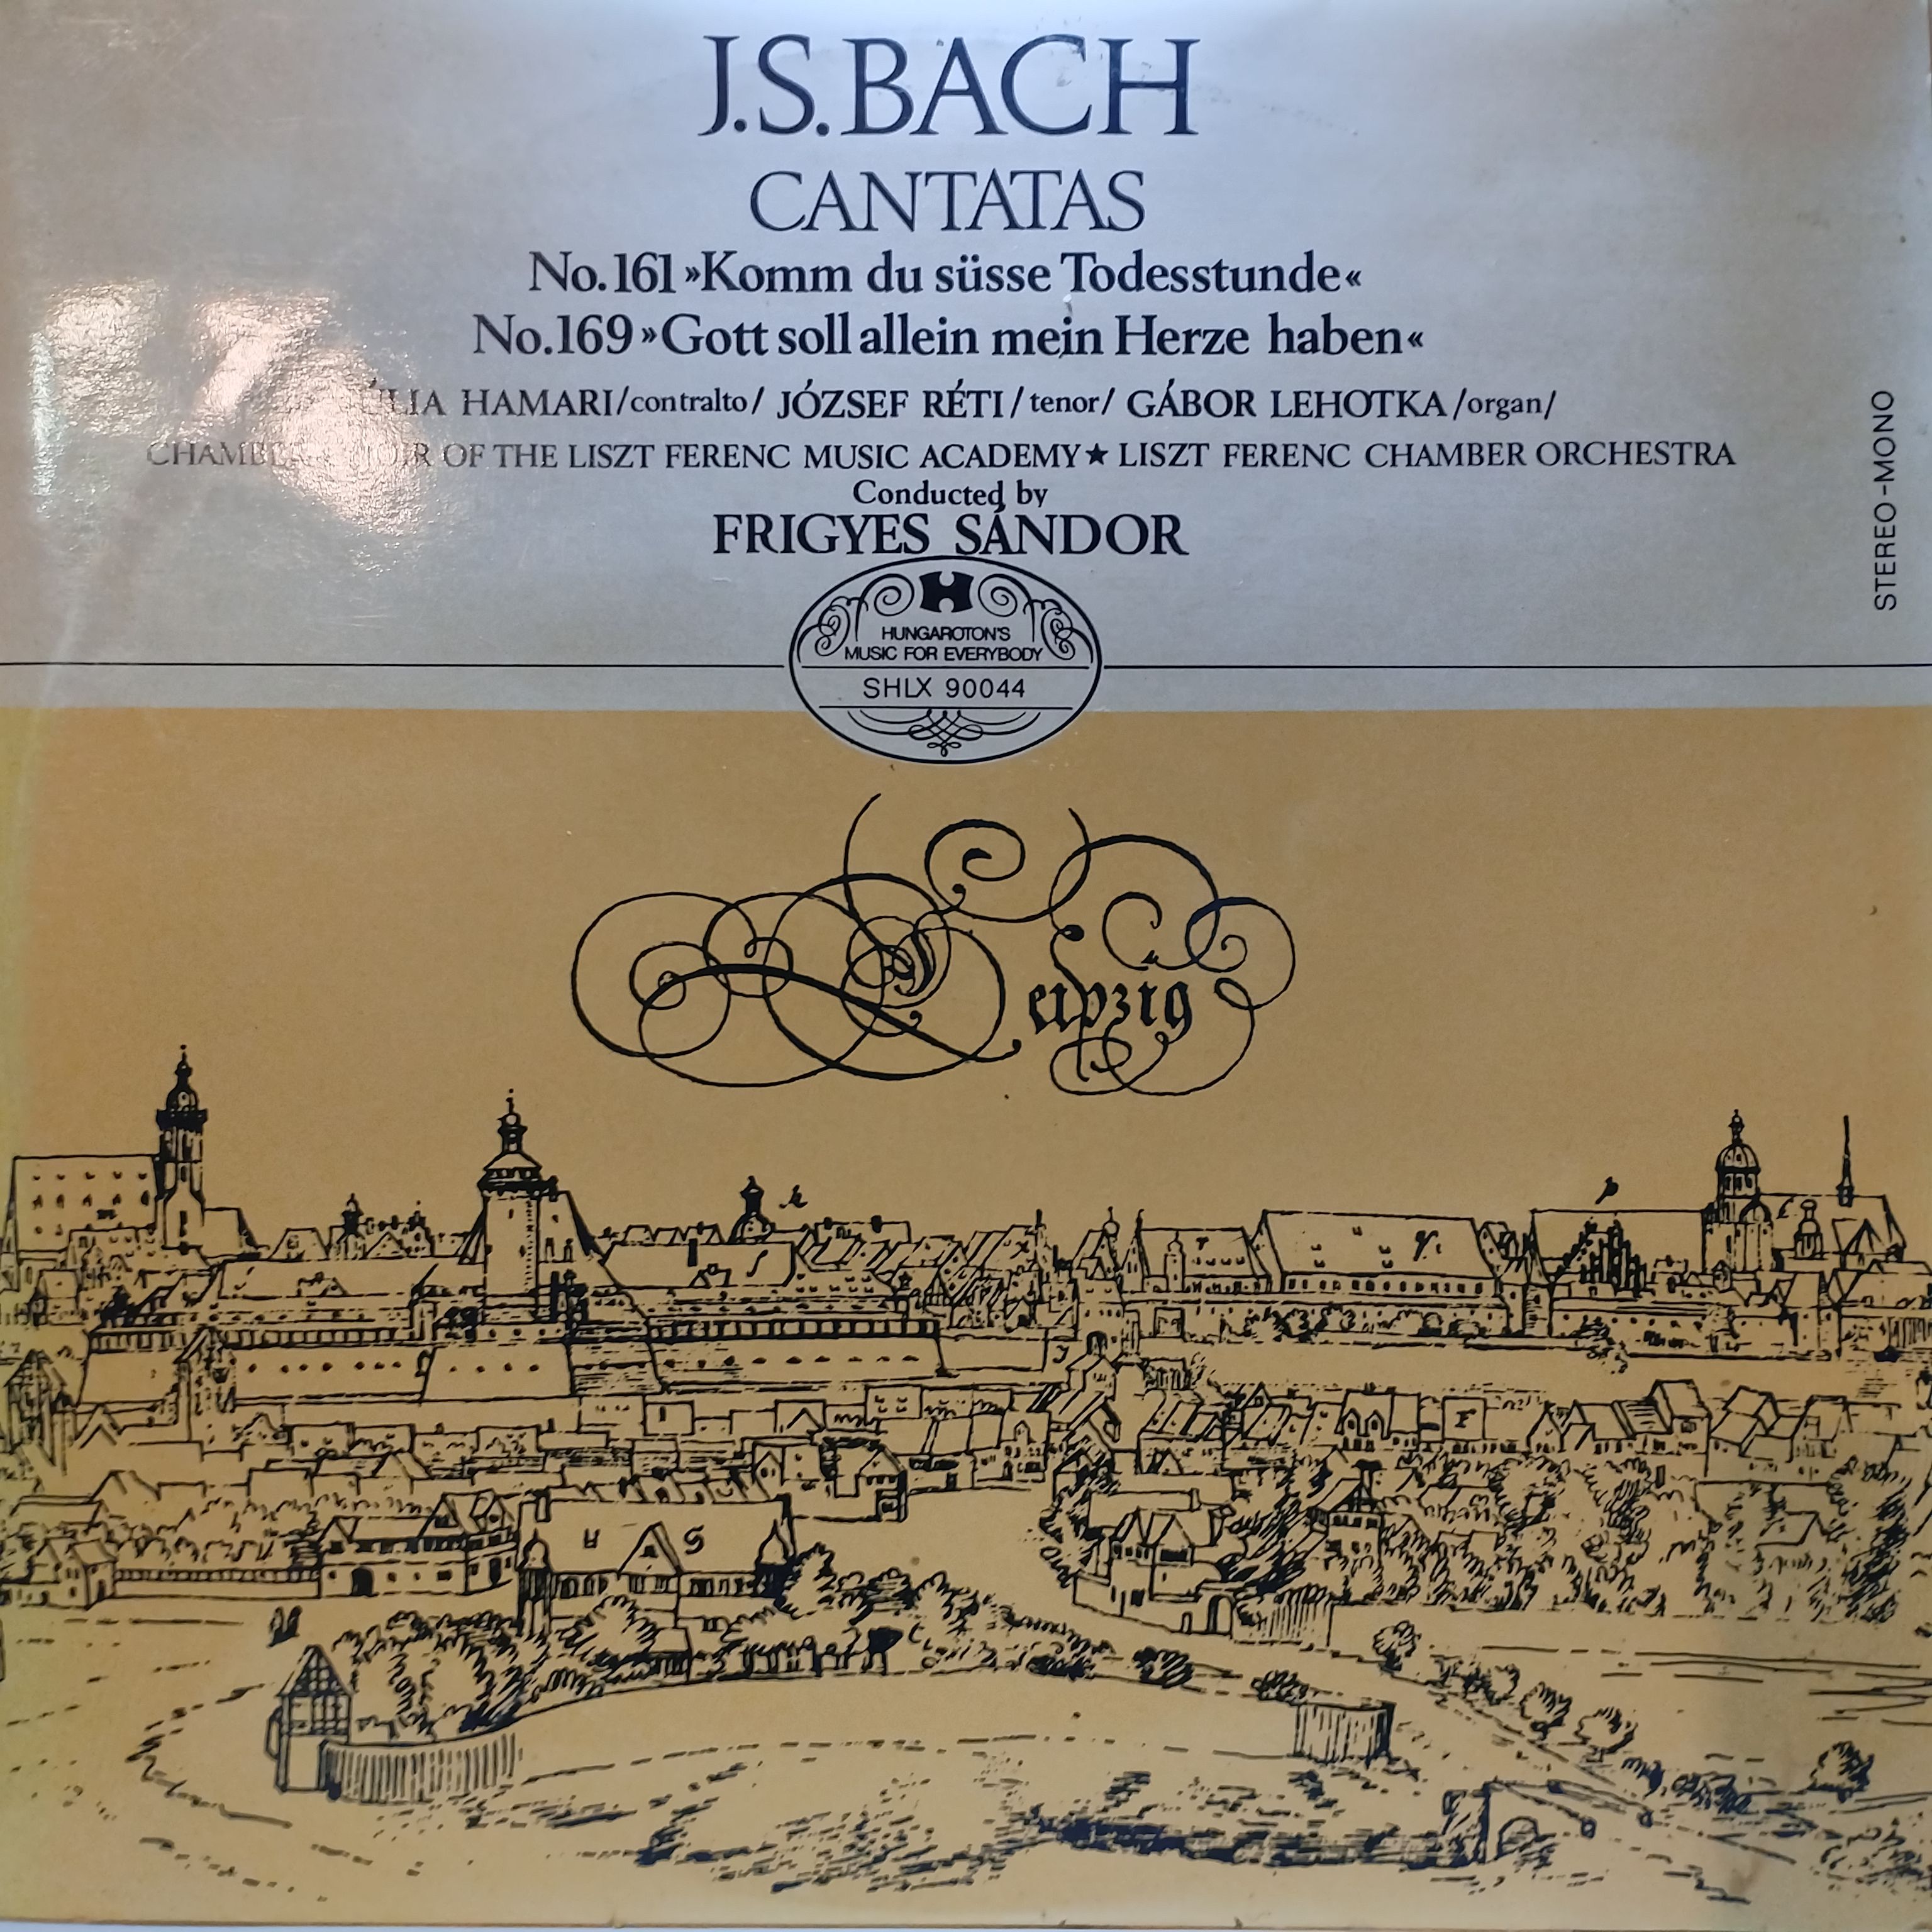 J.S.BACH
CANTATAS
No.161 »Komm du süsse Todesstunde«
No.169 »Gott soll allein mein Herze haben«
HAMARI/contralto/ JÓZSEF RÉTI/tenor/ GÁBOR LEHOTKA/organ/
OF THE LISZT FERENC MUSIC ACADEMY★LISZT FERENC CHAMBER ORCHESTRA
Conducted by
FRIGYES SÁNDOR
STEREO-MONO
HUNGAROTON'S
MUSIC FOR EVERYBODY
SHLX 90044
Leipzig